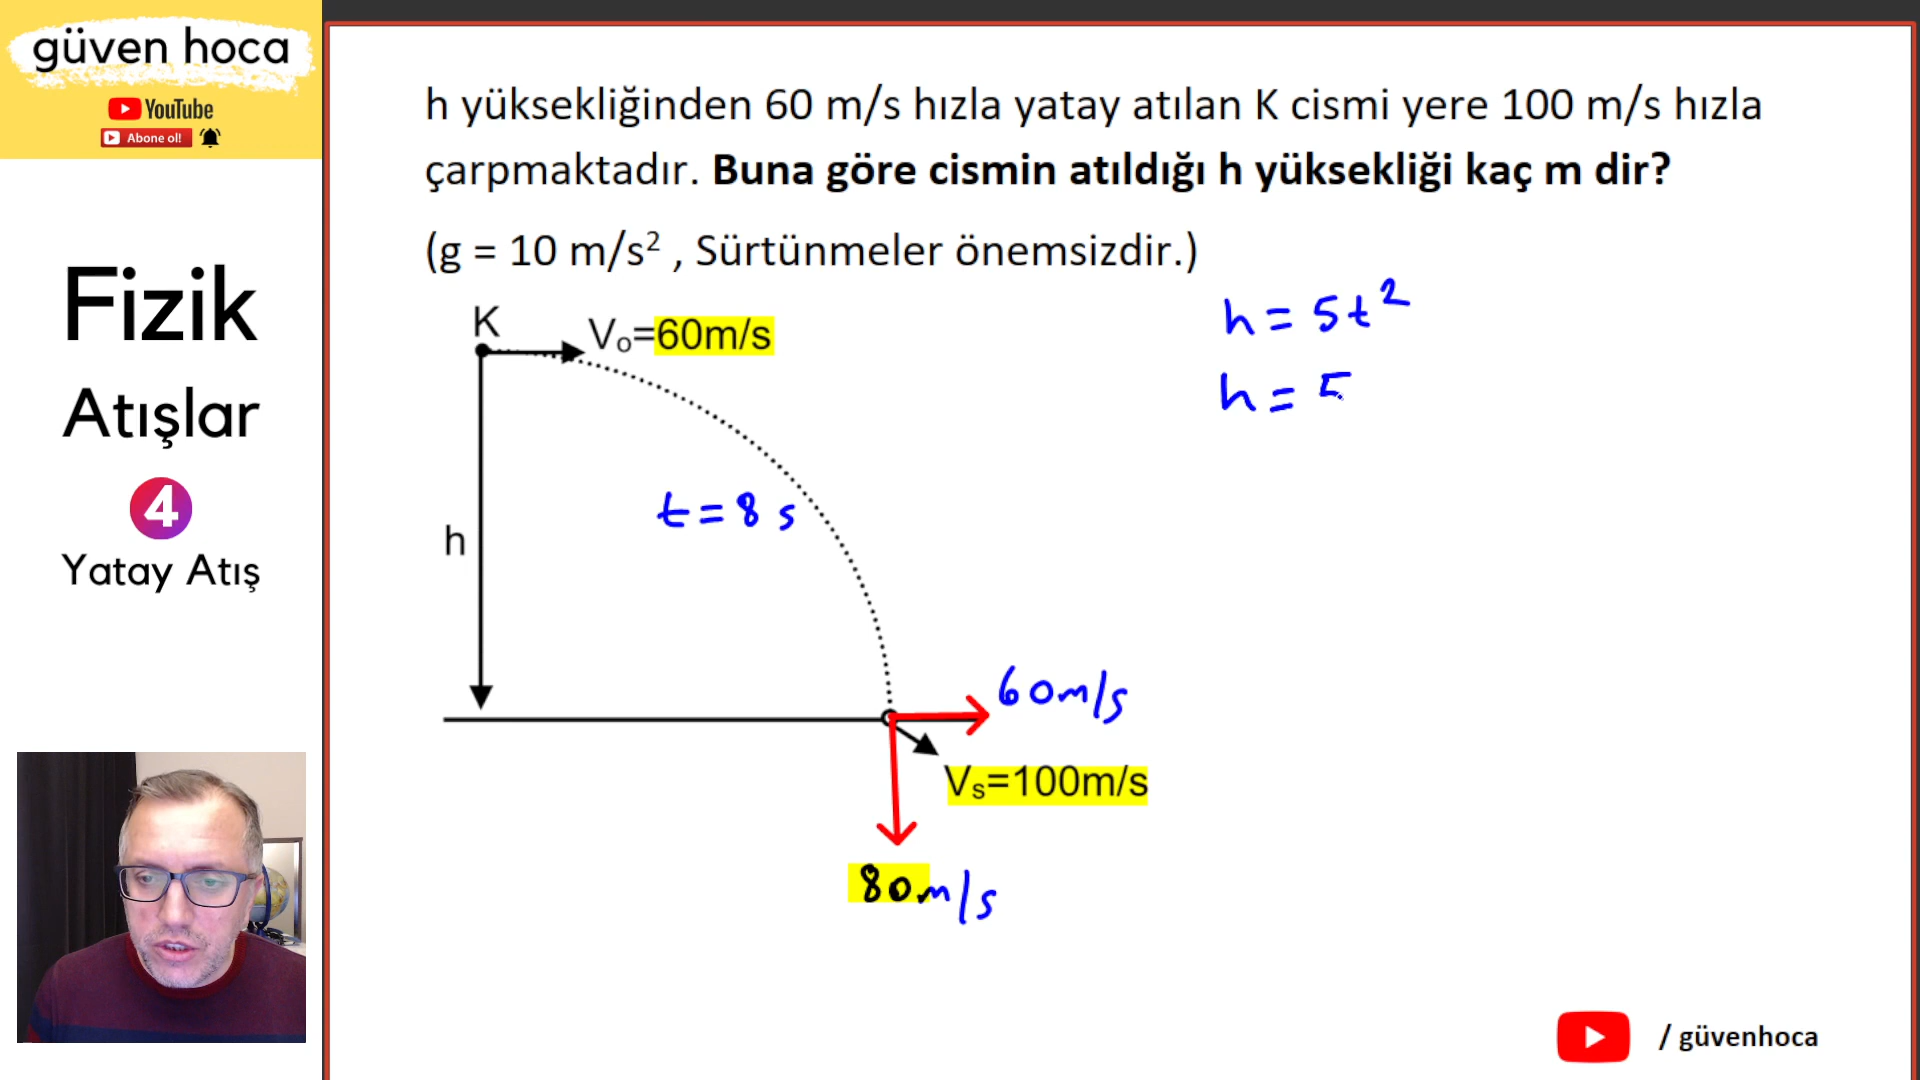 güven hoca
YouTube
Abone ol!
Fizik
Atışlar
4
Yatay Atış
h yüksekliğinden 60 m/s hızla yatay atılan K cismi yere 100 m/s hızla
çarpmaktadır. Buna göre cismin atıldığı h yüksekliği kaç m dir?
(g = 10 m/s² , Sürtünmeler önemsizdir.)
h = 5t²
h = 5
K
V₀=60m/s
t = 8 s
h
60m/s
Vₛ=100m/s
80m/s
/ güvenhoca